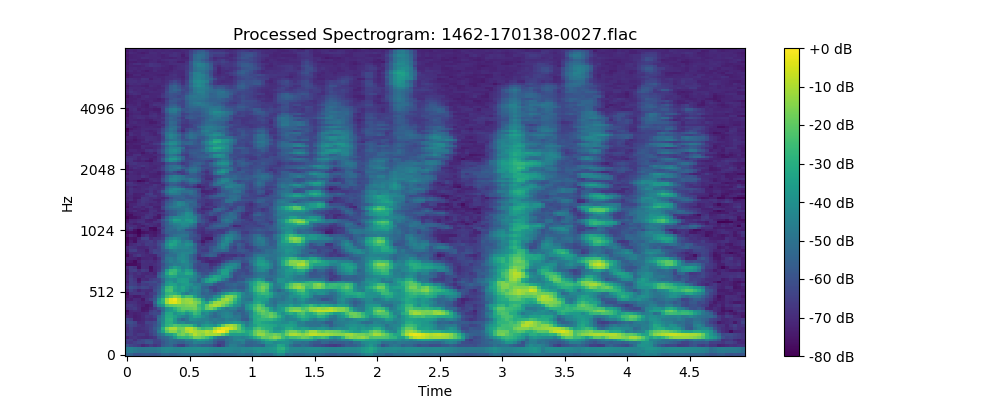 Processed Spectrogram: 1462-170138-0027.flac
Hz
4096
2048
1024
512
0
0 0.5 1 1.5 2 2.5 3 3.5 4 4.5
Time
+0 dB
-10 dB
-20 dB
-30 dB
-40 dB
-50 dB
-60 dB
-70 dB
-80 dB